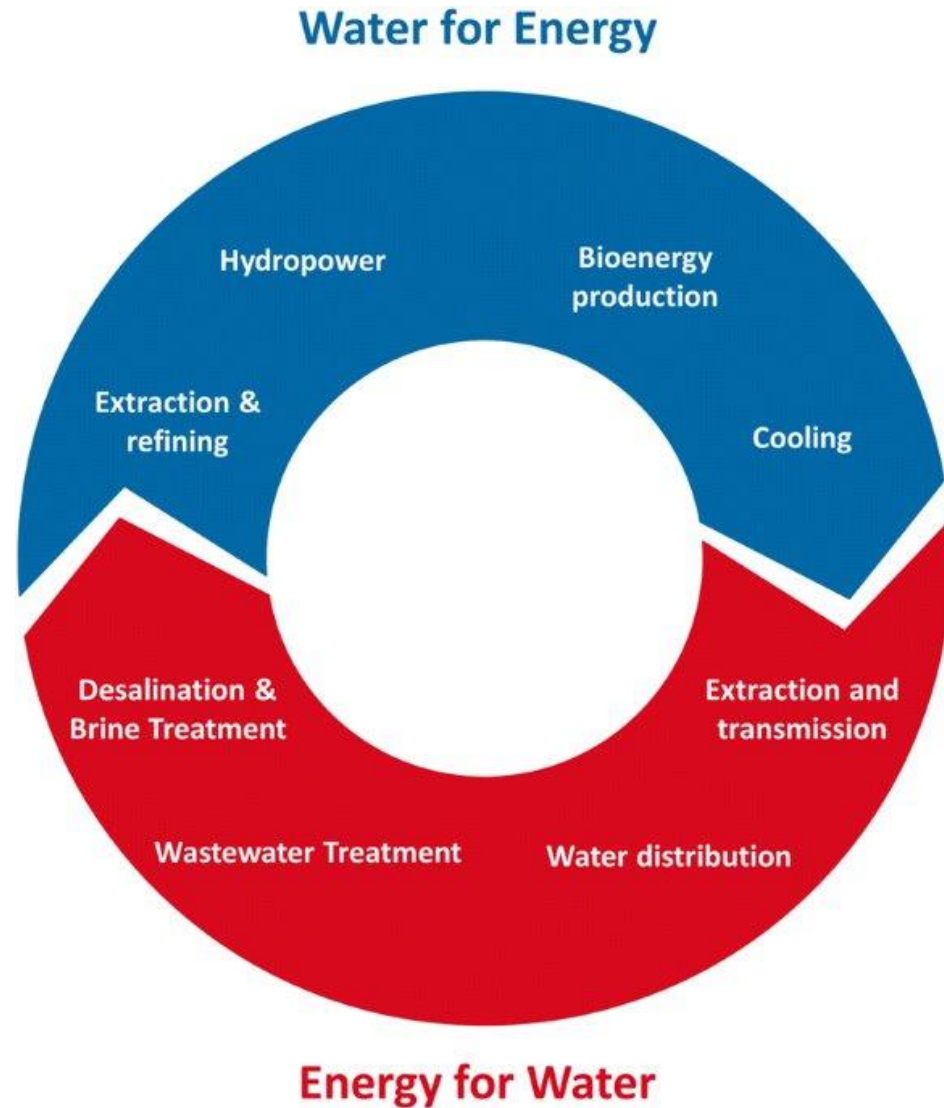 Water for Energy
Hydropower
Bioenergy
production
Extraction &
refining
Cooling
Desalination &
Brine Treatment
Extraction and
transmission
Wastewater Treatment
Water distribution
Energy for Water